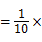 = 1/10 ×